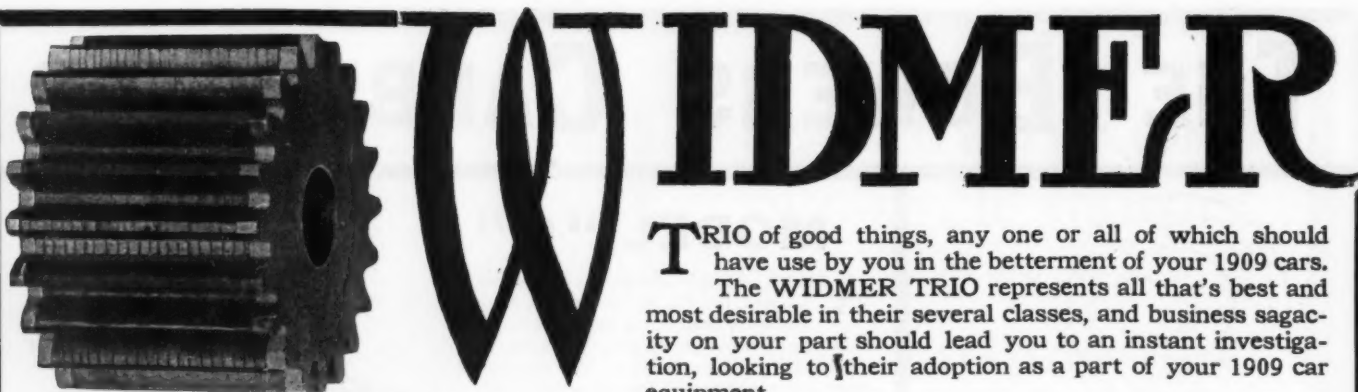 WIDMER
TRIO of good things, any one or all of which should
have use by you in the betterment of your 1909 cars.
The WIDMER TRIO represents all that's best and
most desirable in their several classes, and business sagac-
ity on your part should lead you to an instant investiga-
tion, looking to their adoption as a part of your 1909 car